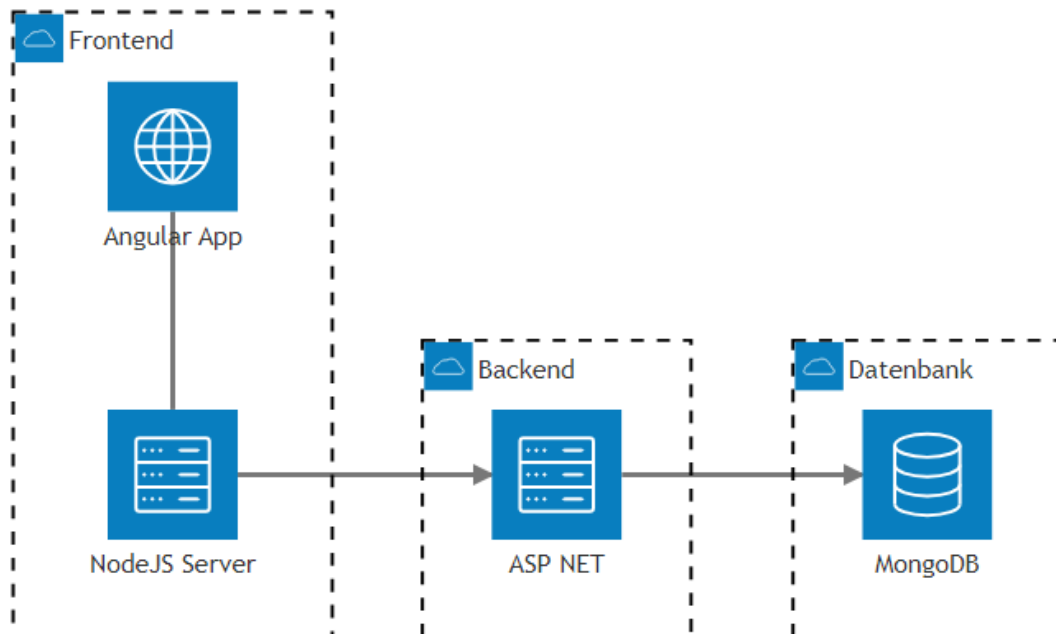 Frontend
Angular App
Backend
Datenbank
NodeJS Server
ASP NET
MongoDB